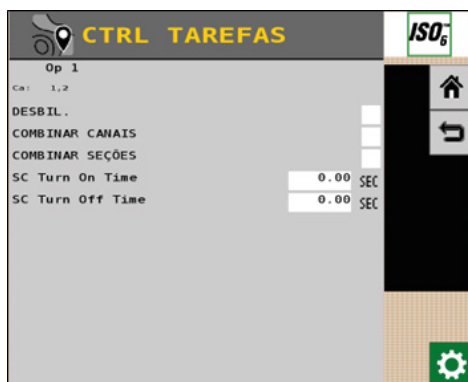 CTRL TAREFAS
ISO6™
Op 1
Ca: 1,2
DESBIL.
COMBINAR CANAIS
COMBINAR SEÇÕES
SC Turn On Time 0.00 SEC
SC Turn Off Time 0.00 SEC